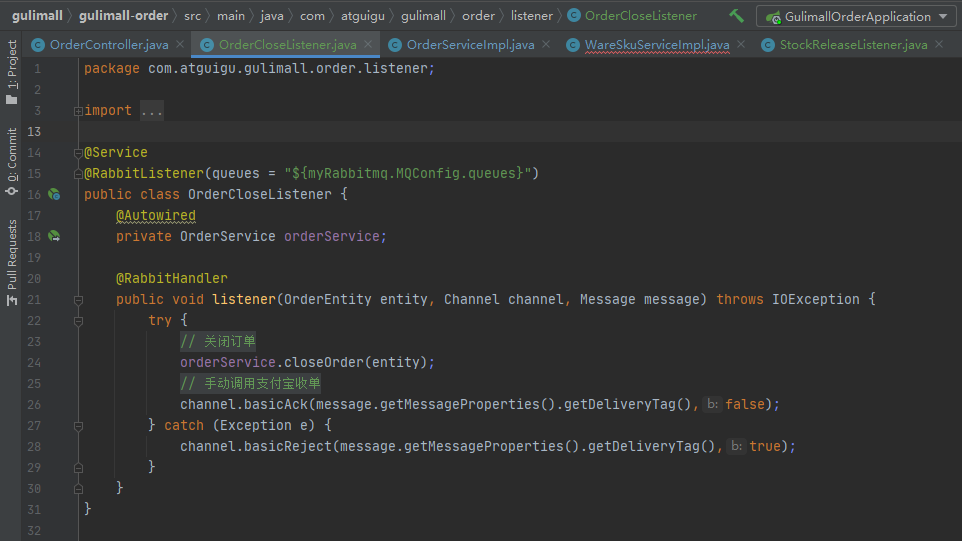 gulimall 〉 gulimall-order 〉 src 〉 main 〉 java 〉 com 〉 atguigu 〉 gulimall 〉 order 〉 listener 〉 OrderCloseListener GulimallOrderApplication
OrderController.java × OrderCloseListener.java × OrderServiceImpl.java × WareSkuServiceImpl.java × StockReleaseListener.java ×
1: Project
0: Commit
Pull Requests
1 package com.atguigu.gulimall.order.listener;
2
3 import ...
13
14 @Service
15 @RabbitListener(queues = "${myRabbitmq.MQConfig.queues}")
16 public class OrderCloseListener {
17 @Autowired
18 private OrderService orderService;
19
20 @RabbitHandler
21 public void listener(OrderEntity entity, Channel channel, Message message) throws IOException {
22 try {
23 // 关闭订单
24 orderService.closeOrder(entity);
25 // 手动调用支付宝收单
26 channel.basicAck(message.getMessageProperties().getDeliveryTag(), b: false);
27 } catch (Exception e) {
28 channel.basicReject(message.getMessageProperties().getDeliveryTag(), b: true);
29 }
30 }
31 }
32